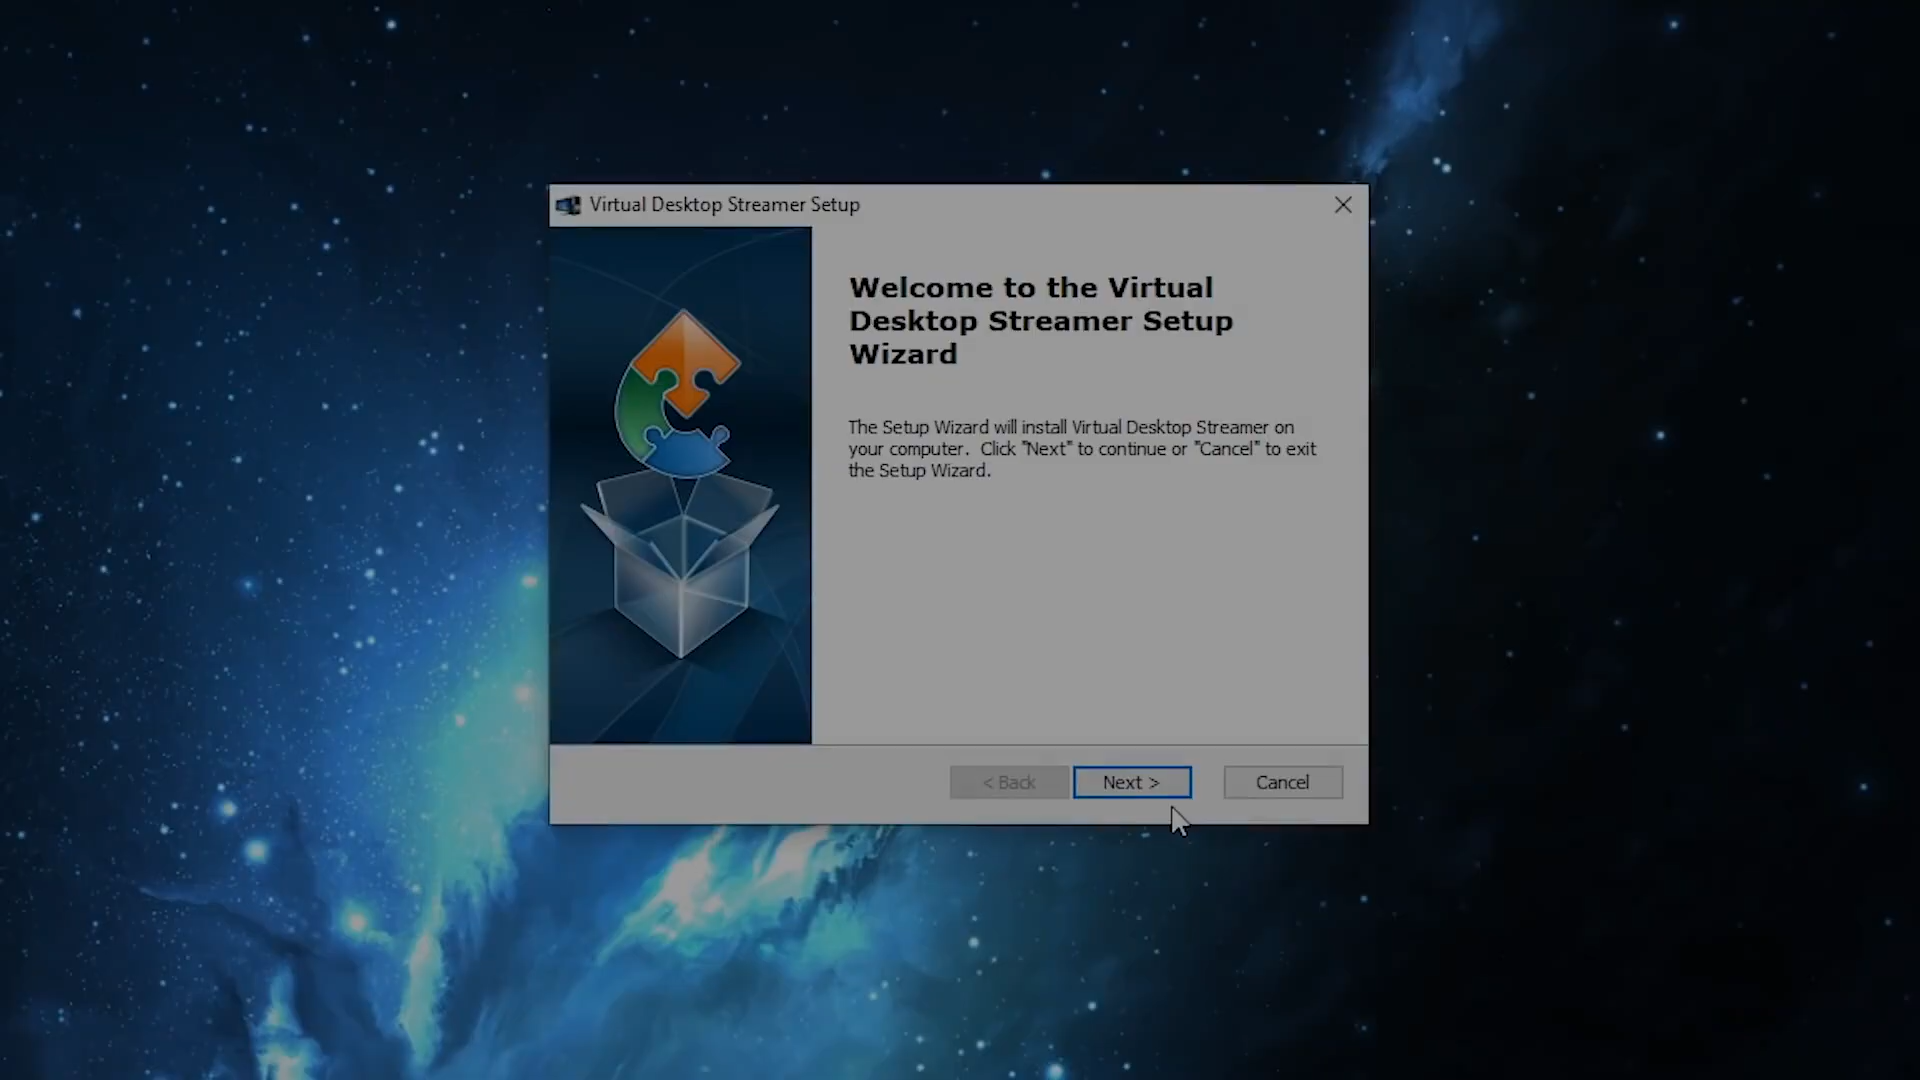 Virtual Desktop Streamer Setup
Welcome to the Virtual
Desktop Streamer Setup
Wizard
The Setup Wizard will install Virtual Desktop Streamer on
your computer.  Click "Next" to continue or "Cancel" to exit
the Setup Wizard.
< Back
Next >
Cancel